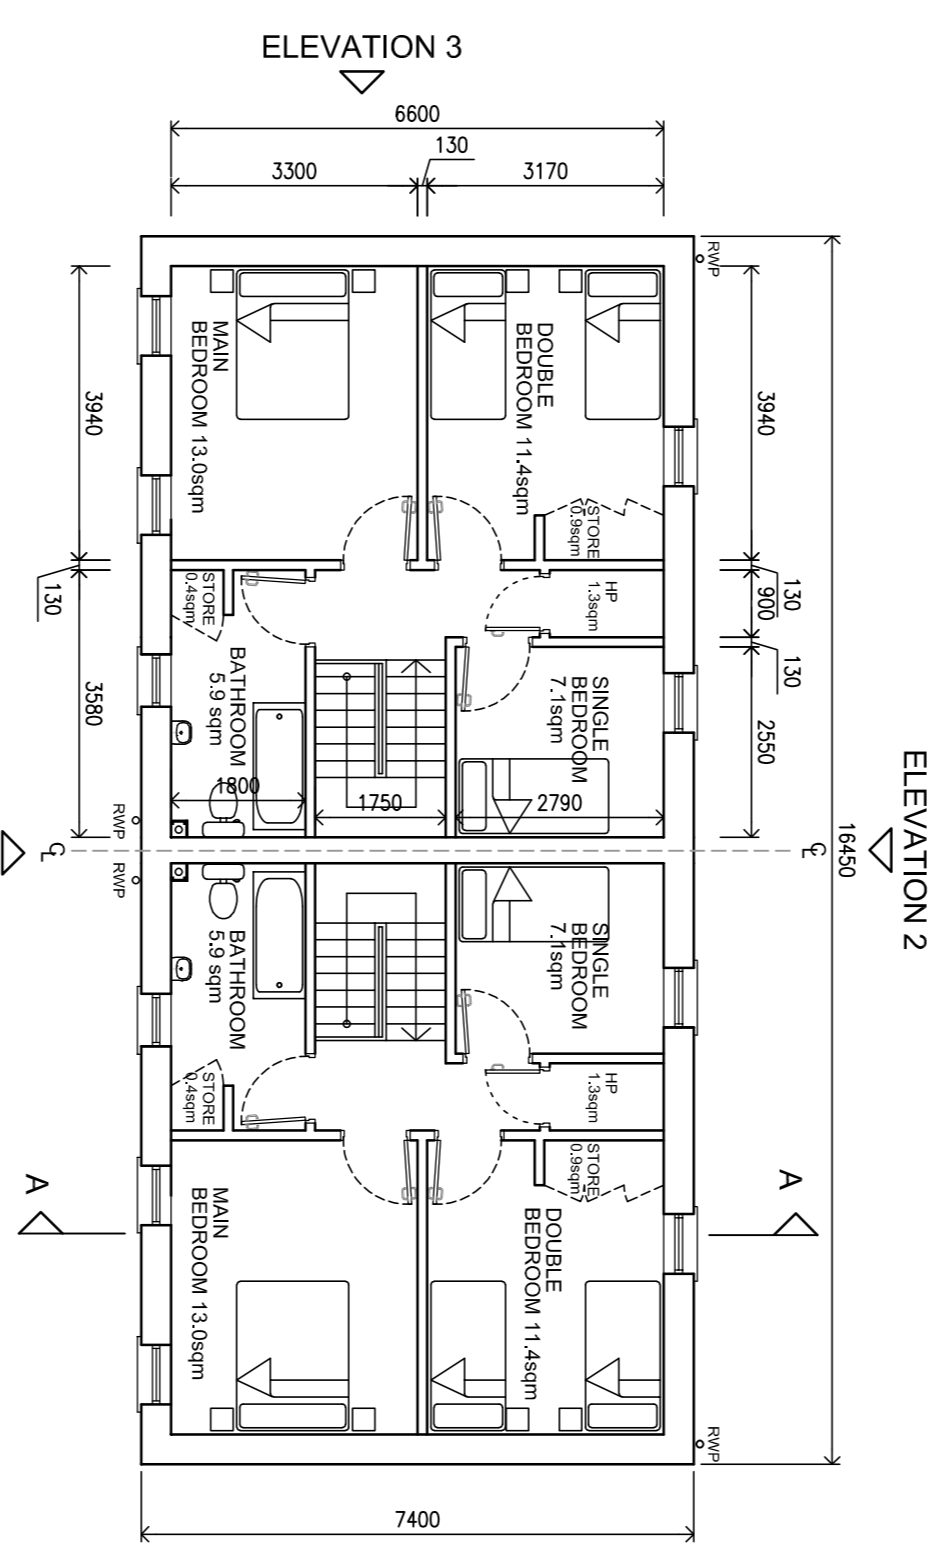 ELEVATION 3
6600
130
3300
3170
RWP
3940
3940
MAIN
BEDROOM 13.0sqm
DOUBLE
BEDROOM 11.4sqm
STORE
0.9sqm
130
130
900
130
HP
1.3sqm
STORE
0.4sqm
BATHROOM
5.9 sqm
SINGLE
BEDROOM
7.1sqm
3580
2550
1800
1750
2790
RWP
CL
CL
16450
ELEVATION 2
RWP
BATHROOM
5.9 sqm
SINGLE
BEDROOM
7.1sqm
STORE
0.4sqm
HP
1.3sqm
STORE
0.9sqm
A
A
MAIN
BEDROOM 13.0sqm
DOUBLE
BEDROOM 11.4sqm
RWP
7400